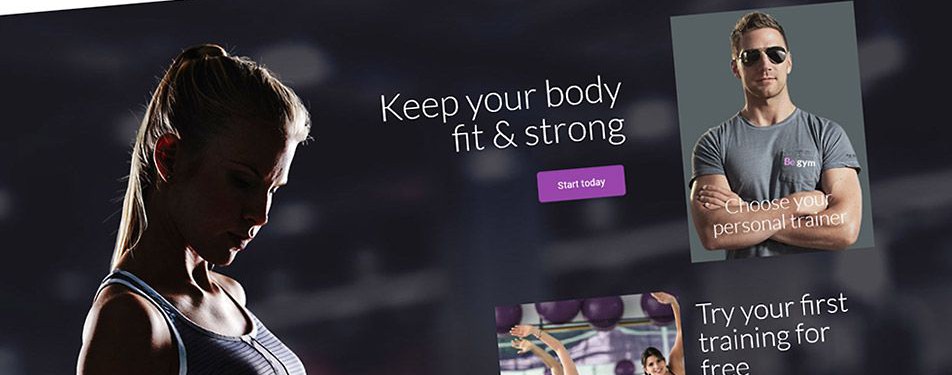 Keep your body
fit & strong
Start today
Be gym
Choose your
personal trainer
Try your first
training for
free